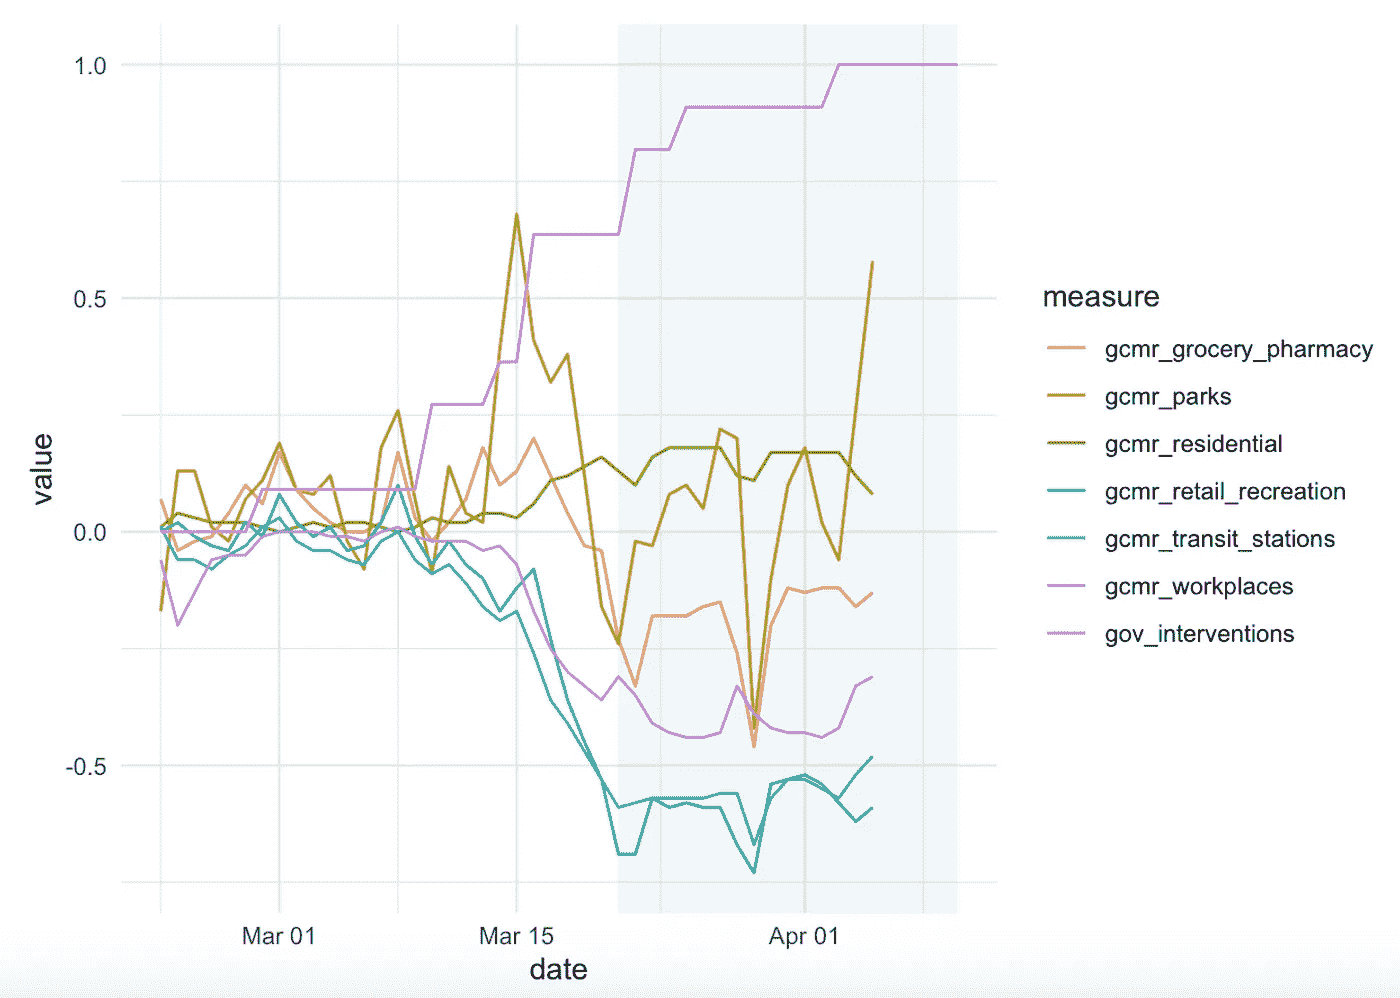 1.0
0.5
0.0
-0.5
value
Mar 01
Mar 15
Apr 01
date
measure
gcmr_grocery_pharmacy
gcmr_parks
gcmr_residential
gcmr_retail_recreation
gcmr_transit_stations
gcmr_workplaces
gov_interventions